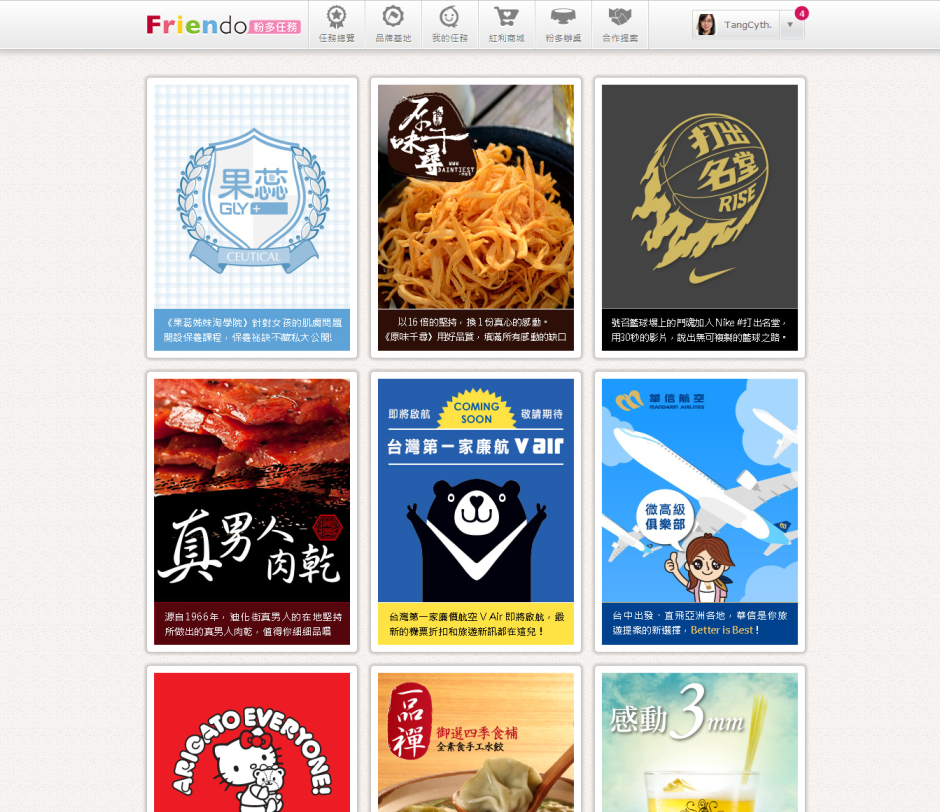 Friendo 粉多任務
任務總覽
品牌基地
我的任務
紅利商城
粉多辦桌
合作提案
TangCyth.
4
果蕊
GLY+
CEUTICAL
《果蕊姊妹淘學院》針對女孩的肌膚問題
開設保養課程，保養祕訣不藏私大公開!
原味千尋
WWW
DAINTIEST
.net
以16倍的堅持，換1份真心的感動。
《原味千尋》用好品質，填滿所有感動的缺口
打出
名堂
RISE
號召籃球場上的鬥魂加入Nike #打出名堂，
用30秒的影片，說出無可複製的籃球之路。
真男人
肉乾
源自1966年，迪化街真男人的在地堅持
所做出的真男人肉乾，值得你細細品嚐
即將啟航
COMING
SOON
敬請期待
台灣第一家廉航 V air
台灣第一家廉價航空 V Air 即將啟航，最
新的機票折扣和旅遊新訊都在這兒！
華信航空
MANDARIN AIRLINES
微高級
俱樂部
台中出發、直飛亞洲各地，華信是你旅
遊提案的新選擇，Better is Best！
ARIGATO EVERYONE!
一品禪
御選四季食補
全素食手工水餃
感動3mm